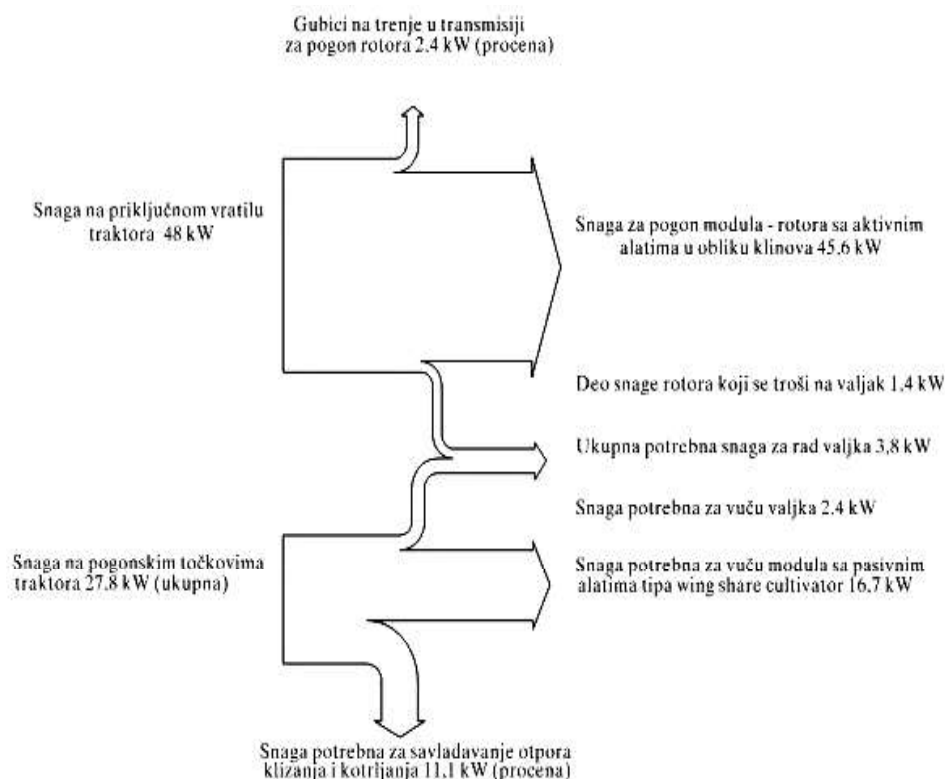 Gubici na trenje u transmisiji
za pogon rotora 2.4 kW (procena)
Snaga na priključnom vratilu
traktora 48 kW
Snaga za pogon modula - rotora sa aktivnim
alatima u obliku klinova 45.6 kW
Deo snage rotora koji se troši na valjak 1,4 kW
Ukupna potrebna snaga za rad valjka 3,8 kW
Snaga potrebna za vuču valjka 2.4 kW
Snaga na pogonskim točkovima
traktora 27.8 kW (ukupna)
Snaga potrebna za vuču modula sa pasivnim
alatima tipa wing share cultivator 16,7 kW
Snaga potrebna za savladavanje otpora
klizanja i kotrljanja 11,1 kW (procena)